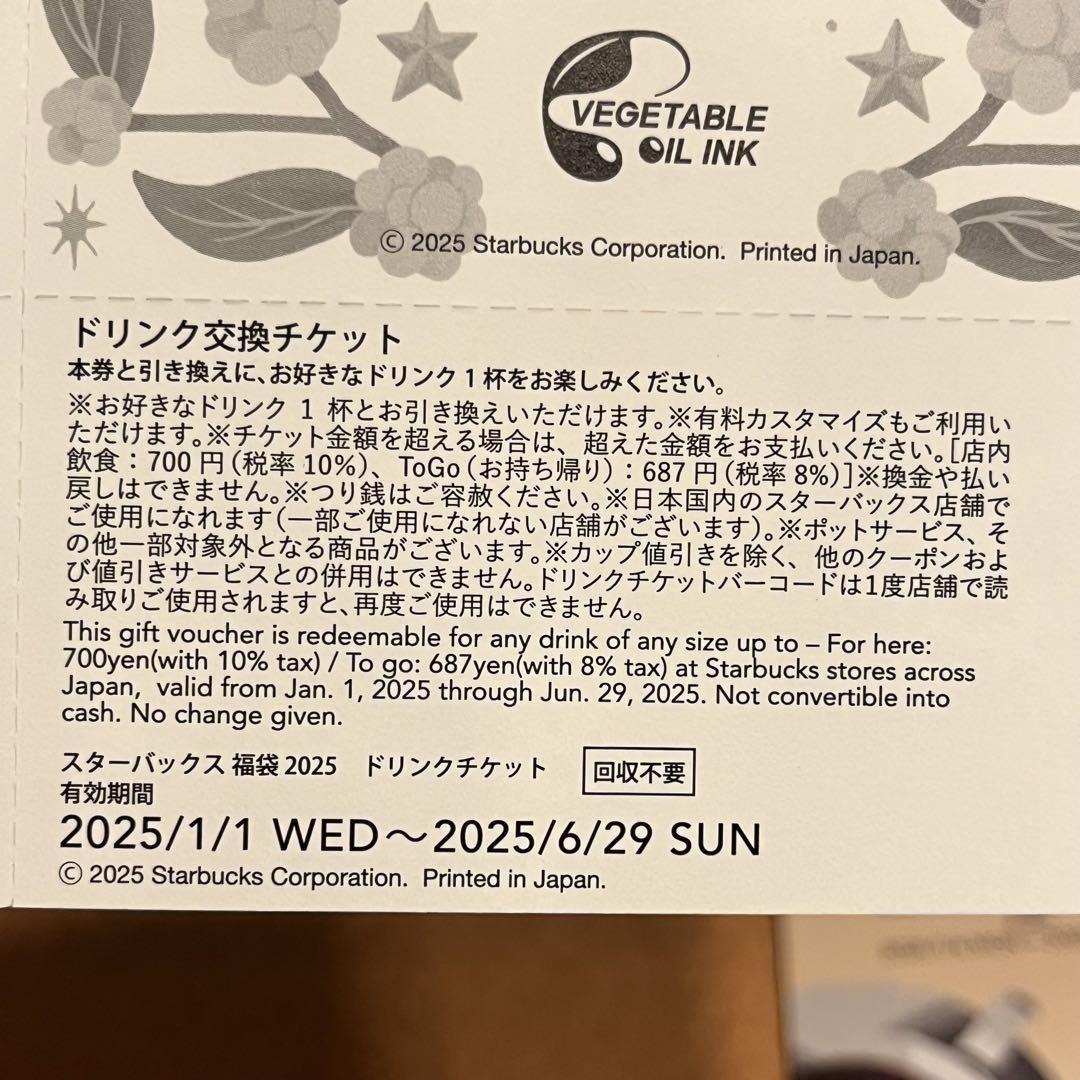 VEGETABLE
OIL INK
Ⓒ 2025 Starbucks Corporation. Printed in Japan.
ドリンク交換チケット
本券と引き換えに、お好きなドリンク 1 杯をお楽しみください。
※お好きなドリンク 1 杯とお引き換えいただけます。※有料カスタマイズもご利用い
ただけます。※チケット金額を超える場合は、超えた金額をお支払いください。[店内
飲食：700 円（税率 10%）、ToGo（お持ち帰り）：687 円（税率 8%）]※換金や払い
戻しはできません。※つり銭はご容赦ください。※日本国内のスターバックス店舗で
ご使用になれます（一部ご使用になれない店舗がございます）。※ポットサービス、そ
の他一部対象外となる商品がございます。※カップ値引きを除く、他のクーポンおよ
び値引きサービスとの併用はできません。ドリンクチケットバーコードは1度店舗で読
み取りご使用されますと、再度ご使用はできません。
This gift voucher is redeemable for any drink of any size up to – For here:
700yen(with 10% tax) / To go: 687yen(with 8% tax) at Starbucks stores across
Japan, valid from Jan. 1, 2025 through Jun. 29, 2025. Not convertible into
cash. No change given.
スターバックス 福袋 2025 ドリンクチケット 回収不要
有効期間
2025/1/1 WED～2025/6/29 SUN
Ⓒ 2025 Starbucks Corporation. Printed in Japan.